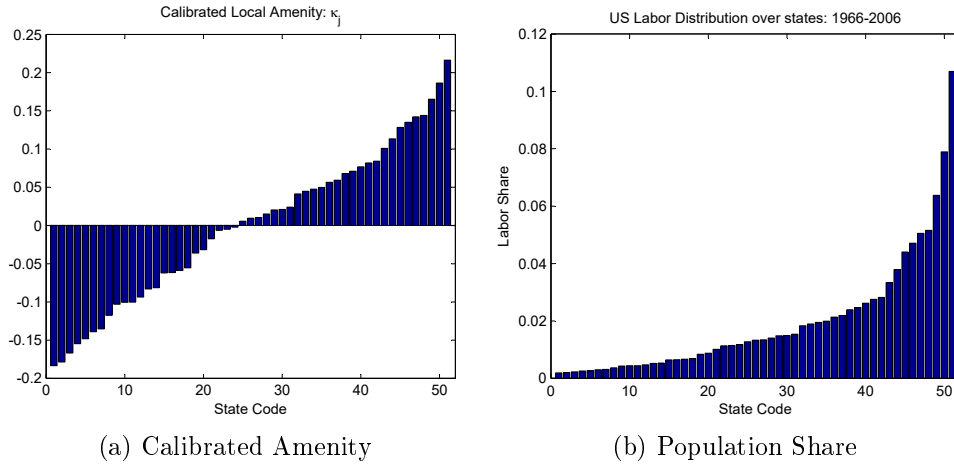 Calibrated Local Amenity: κj
0.25
0.2
0.15
0.1
0.05
0
-0.05
-0.1
-0.15
-0.2
0 10 20 30 40 50
State Code
(a) Calibrated Amenity
US Labor Distribution over states: 1966-2006
0.12
0.1
0.08
0.06
0.04
0.02
0
Labor Share
0 10 20 30 40 50
State Code
(b) Population Share